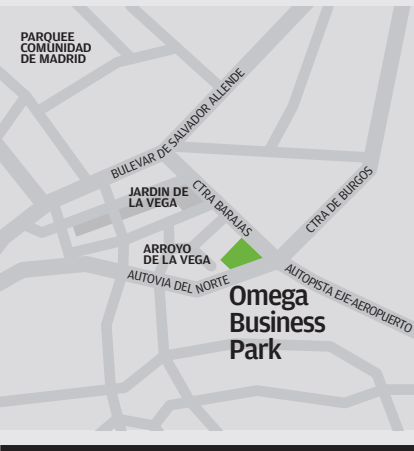 PARQUEE
COMUNIDAD
DE MADRID
BULEVAR DE SALVADOR ALLENDE
JARDIN DE
LA VEGA
CTRA BARAJAS
CTRA DE BURGOS
ARROYO
DE LA VEGA
AUTOVIA DEL NORTE
AUTOPISTA EJE-AEROPUERTO
Omega
Business
Park